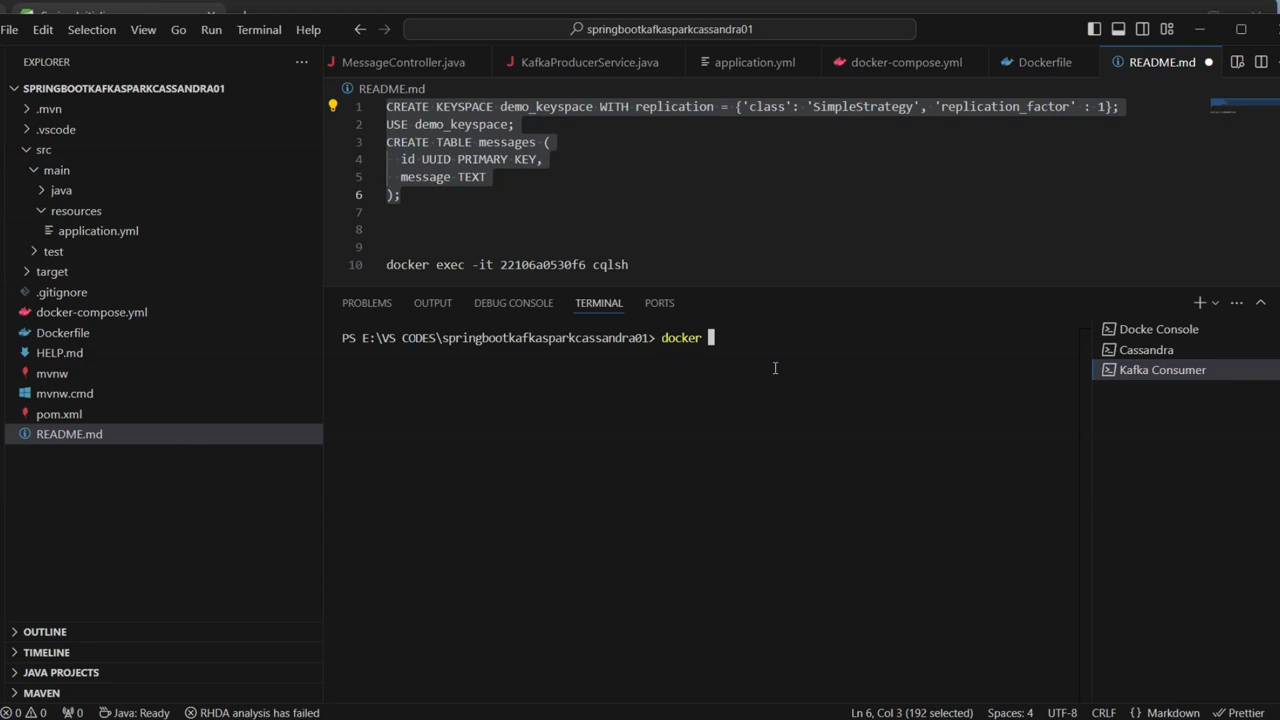 File Edit Selection View Go Run Terminal Help
springbootkafkasparkcassandra01
EXPLORER
MessageController.java
KafkaProducerService.java
application.yml
docker-compose.yml
Dockerfile
README.md
SPRINGBOOTKAFKASPARKCASSANDRA01
.mvn
.vscode
src
main
java
resources
application.yml
test
target
.gitignore
docker-compose.yml
Dockerfile
HELP.md
mvnw
mvnw.cmd
pom.xml
README.md
OUTLINE
TIMELINE
JAVA PROJECTS
MAVEN
README.md
1 CREATE KEYSPACE demo_keyspace WITH replication = {'class': 'SimpleStrategy', 'replication_factor' : 1};
2 USE demo_keyspace;
3 CREATE TABLE messages (
4 id UUID PRIMARY KEY,
5 message TEXT
6 );
7
8
9
10 docker exec -it 22106a0530f6 cqlsh
PROBLEMS OUTPUT DEBUG CONSOLE TERMINAL PORTS
PS E:\VS CODES\springbootkafkasparkcassandra01> docker
Docke Console
Cassandra
Kafka Consumer
0 0 0 Java: Ready RHDA analysis has failed Ln 6, Col 3 (192 selected) Spaces: 4 UTF-8 CRLF {} Markdown Prettier